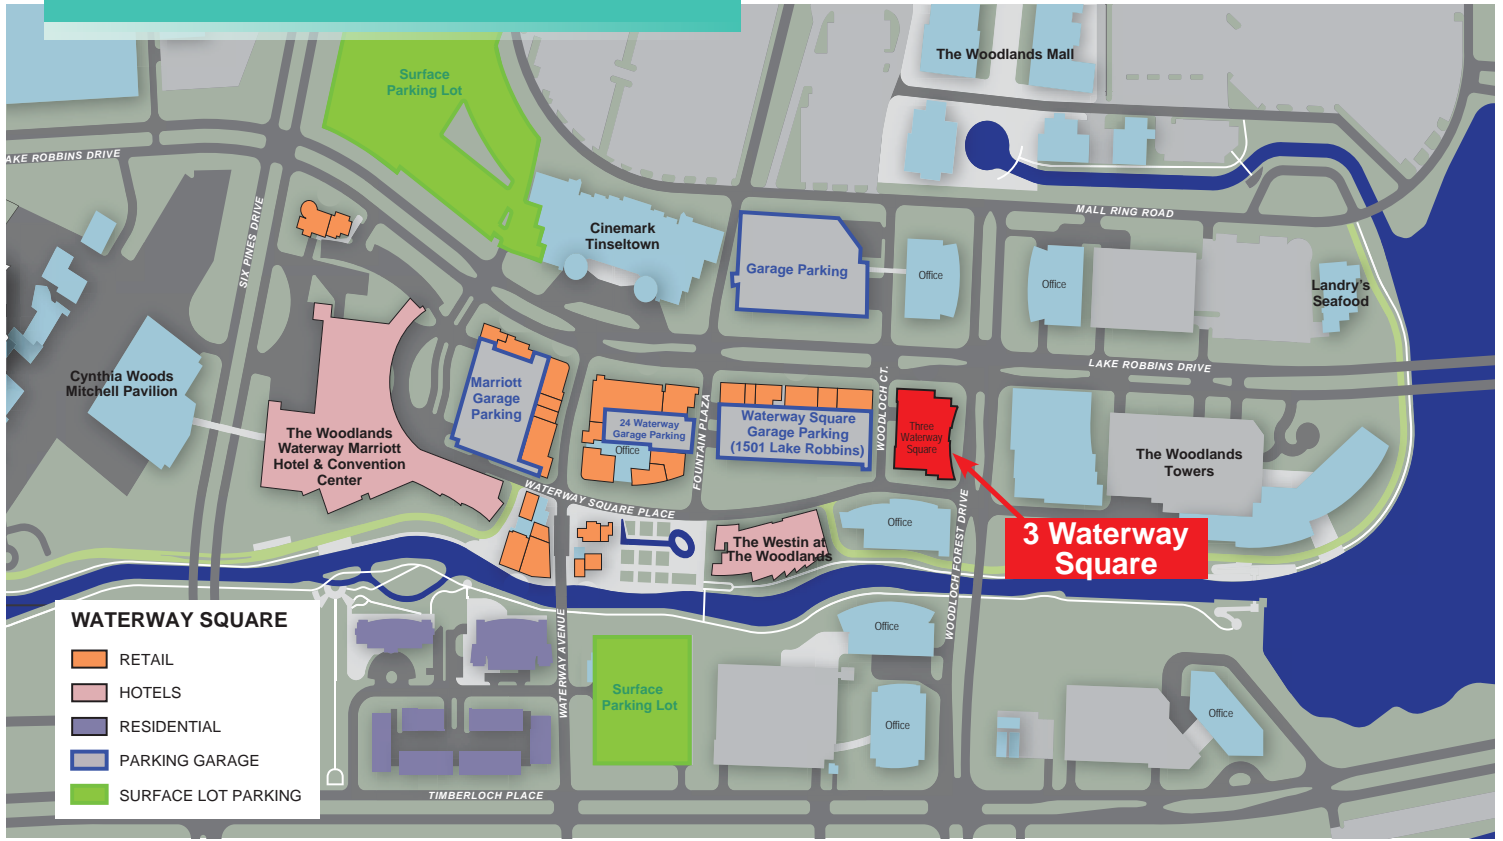 The Woodlands Mall
Surface
Parking Lot
AKE ROBBINS DRIVE
SIX PINES DRIVE
MALL RING ROAD
Cinemark
Tinseltown
Garage Parking
Office
Office
Landry's
Seafood
Cynthia Woods
Mitchell Pavilion
LAKE ROBBINS DRIVE
Marriott
Garage
Parking
WOODLOCH CT.
FOUNTAIN PLAZA
24 Waterway
Garage Parking
Office
Waterway Square
Garage Parking
(1501 Lake Robbins)
Three
Waterway
Square
The Woodlands
Waterway Marriott
Hotel & Convention
Center
The Woodlands
Towers
WATERWAY SQUARE PLACE
Office
3 Waterway
Square
The Westin at
The Woodlands
WOODLOCH FOREST DRIVE
WATERWAY AVENUE
Office
WATERWAY SQUARE
RETAIL
HOTELS
RESIDENTIAL
PARKING GARAGE
SURFACE LOT PARKING
Surface
Parking Lot
Office
Office
TIMBERLOCH PLACE